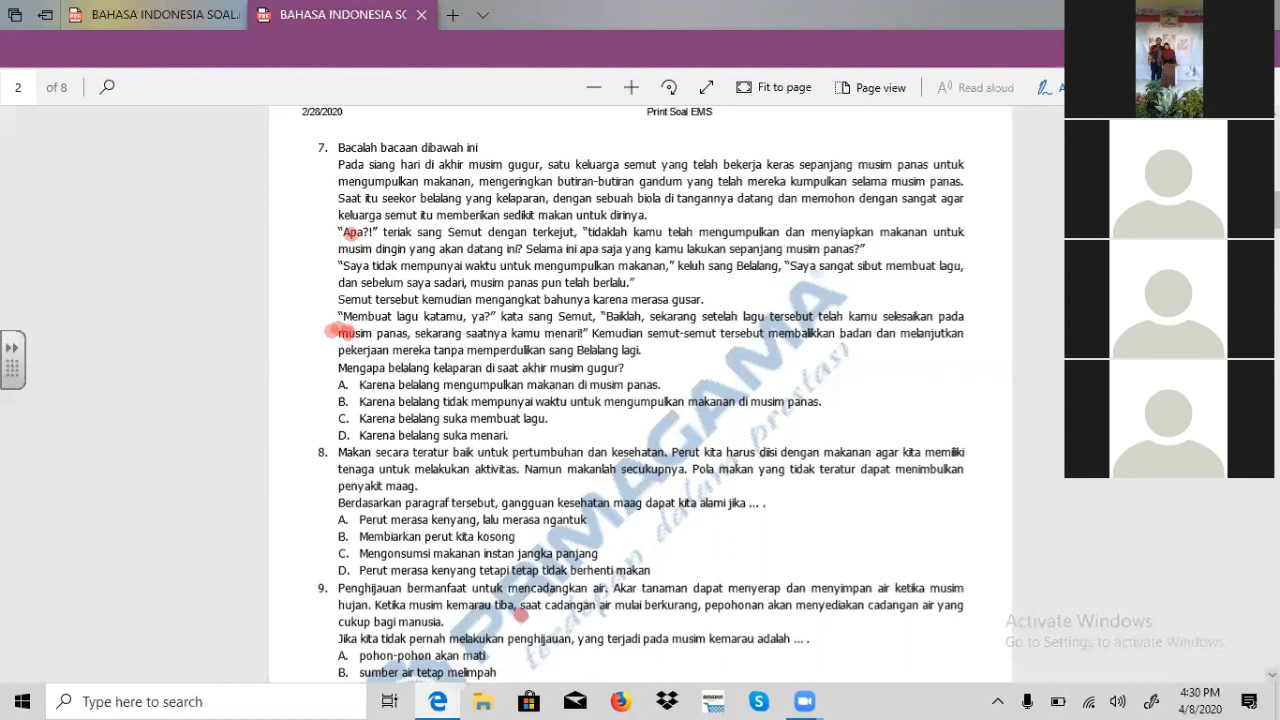 BAHASA INDONESIA SOAL
BAHASA INDONESIA SO
2
of 8
Fit to page
Page view
Read aloud
2/28/2020
Print Soal EMS
7. Bacalah bacaan dibawah ini
Pada siang hari di akhir musim gugur, satu keluarga semut yang telah bekerja keras sepanjang musim panas untuk
mengumpulkan makanan, mengeringkan butiran-butiran gandum yang telah mereka kumpulkan selama musim panas.
Saat itu seekor belalang yang kelaparan, dengan sebuah biola di tangannya datang dan memohon dengan sangat agar
keluarga semut itu memberikan sedikit makan untuk dirinya.
"Apa?!" teriak sang Semut dengan terkejut, "tidaklah kamu telah mengumpulkan dan menyiapkan makanan untuk
musim dingin yang akan datang ini? Selama ini apa saja yang kamu lakukan sepanjang musim panas?"
"Saya tidak mempunyai waktu untuk mengumpulkan makanan," keluh sang Belalang, "Saya sangat sibut membuat lagu,
dan sebelum saya sadari, musim panas pun telah berlalu."
Semut tersebut kemudian mengangkat bahunya karena merasa gusar.
"Membuat lagu katamu, ya?" kata sang Semut, "Baiklah, sekarang setelah lagu tersebut telah kamu selesaikan pada
musim panas, sekarang saatnya kamu menari!" Kemudian semut-semut tersebut membalikkan badan dan melanjutkan
pekerjaan mereka tanpa memperdulikan sang Belalang lagi.
Mengapa belalang kelaparan di saat akhir musim gugur?
A. Karena belalang mengumpulkan makanan di musim panas.
B. Karena belalang tidak mempunyai waktu untuk mengumpulkan makanan di musim panas.
C. Karena belalang suka membuat lagu.
D. Karena belalang suka menari.
8. Makan secara teratur baik untuk pertumbuhan dan kesehatan. Perut kita harus diisi dengan makanan agar kita memiliki
tenaga untuk melakukan aktivitas. Namun makanlah secukupnya. Pola makan yang tidak teratur dapat menimbulkan
penyakit maag.
Berdasarkan paragraf tersebut, gangguan kesehatan maag dapat kita alami jika ... .
A. Perut merasa kenyang, lalu merasa ngantuk
B. Membiarkan perut kita kosong
C. Mengonsumsi makanan instan jangka panjang
D. Perut merasa kenyang tetapi tetap tidak berhenti makan
9. Penghijauan bermanfaat untuk mencadangkan air. Akar tanaman dapat menyerap dan menyimpan air ketika musim
hujan. Ketika musim kemarau tiba, saat cadangan air mulai berkurang, pepohonan akan menyediakan cadangan air yang
cukup bagi manusia.
Jika kita tidak pernah melakukan penghijauan, yang terjadi pada musim kemarau adalah ... .
A. pohon-pohon akan mati
B. sumber air tetap melimpah
PRIMAGAMA
terdepan dalam prestasi
Activate Windows
Go to Settings to activate Windows.
Type here to search
amazon
4:30 PM
4/8/2020